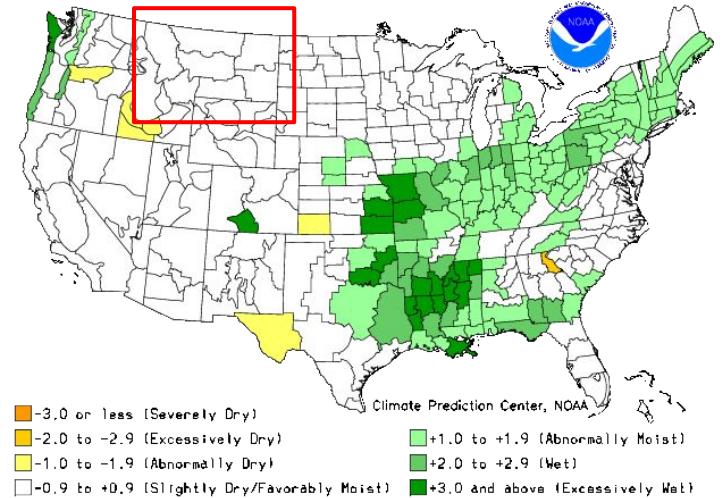 NOAA
Climate Prediction Center, NOAA
-3.0 or less (Severely Dry)
-2.0 to -2.9 (Excessively Dry)
-1.0 to -1.9 (Abnormally Dry)
-0.9 to +0.9 (Slightly Dry/Favorably Moist)
+1.0 to +1.9 (Abnormally Moist)
+2.0 to +2.9 (Wet)
+3.0 and above (Excessively Wet)